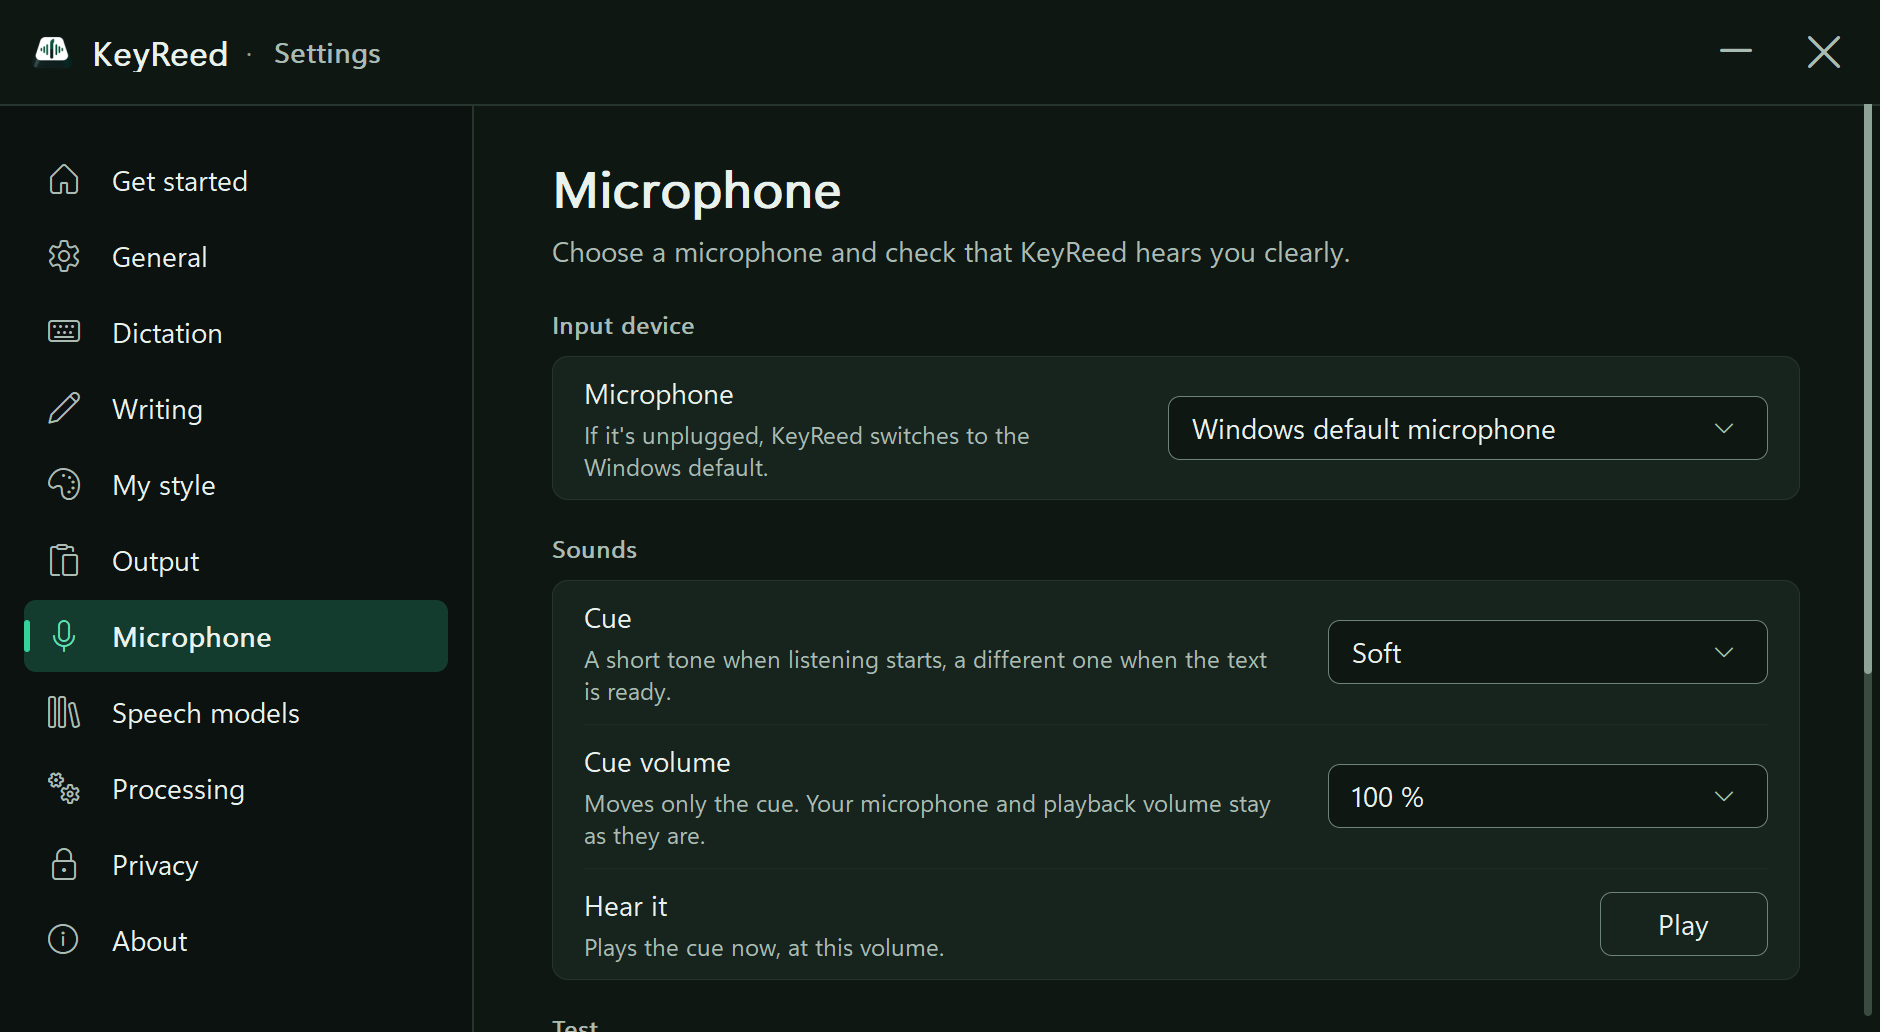 KeyReed · Settings
Get started
General
Dictation
Writing
My style
Output
Microphone
Speech models
Processing
Privacy
About
Microphone
Choose a microphone and check that KeyReed hears you clearly.
Input device
Microphone
If it's unplugged, KeyReed switches to the
Windows default.
Windows default microphone
Sounds
Cue
A short tone when listening starts, a different one when the text
is ready.
Soft
Cue volume
Moves only the cue. Your microphone and playback volume stay
as they are.
100 %
Hear it
Plays the cue now, at this volume.
Play
Test